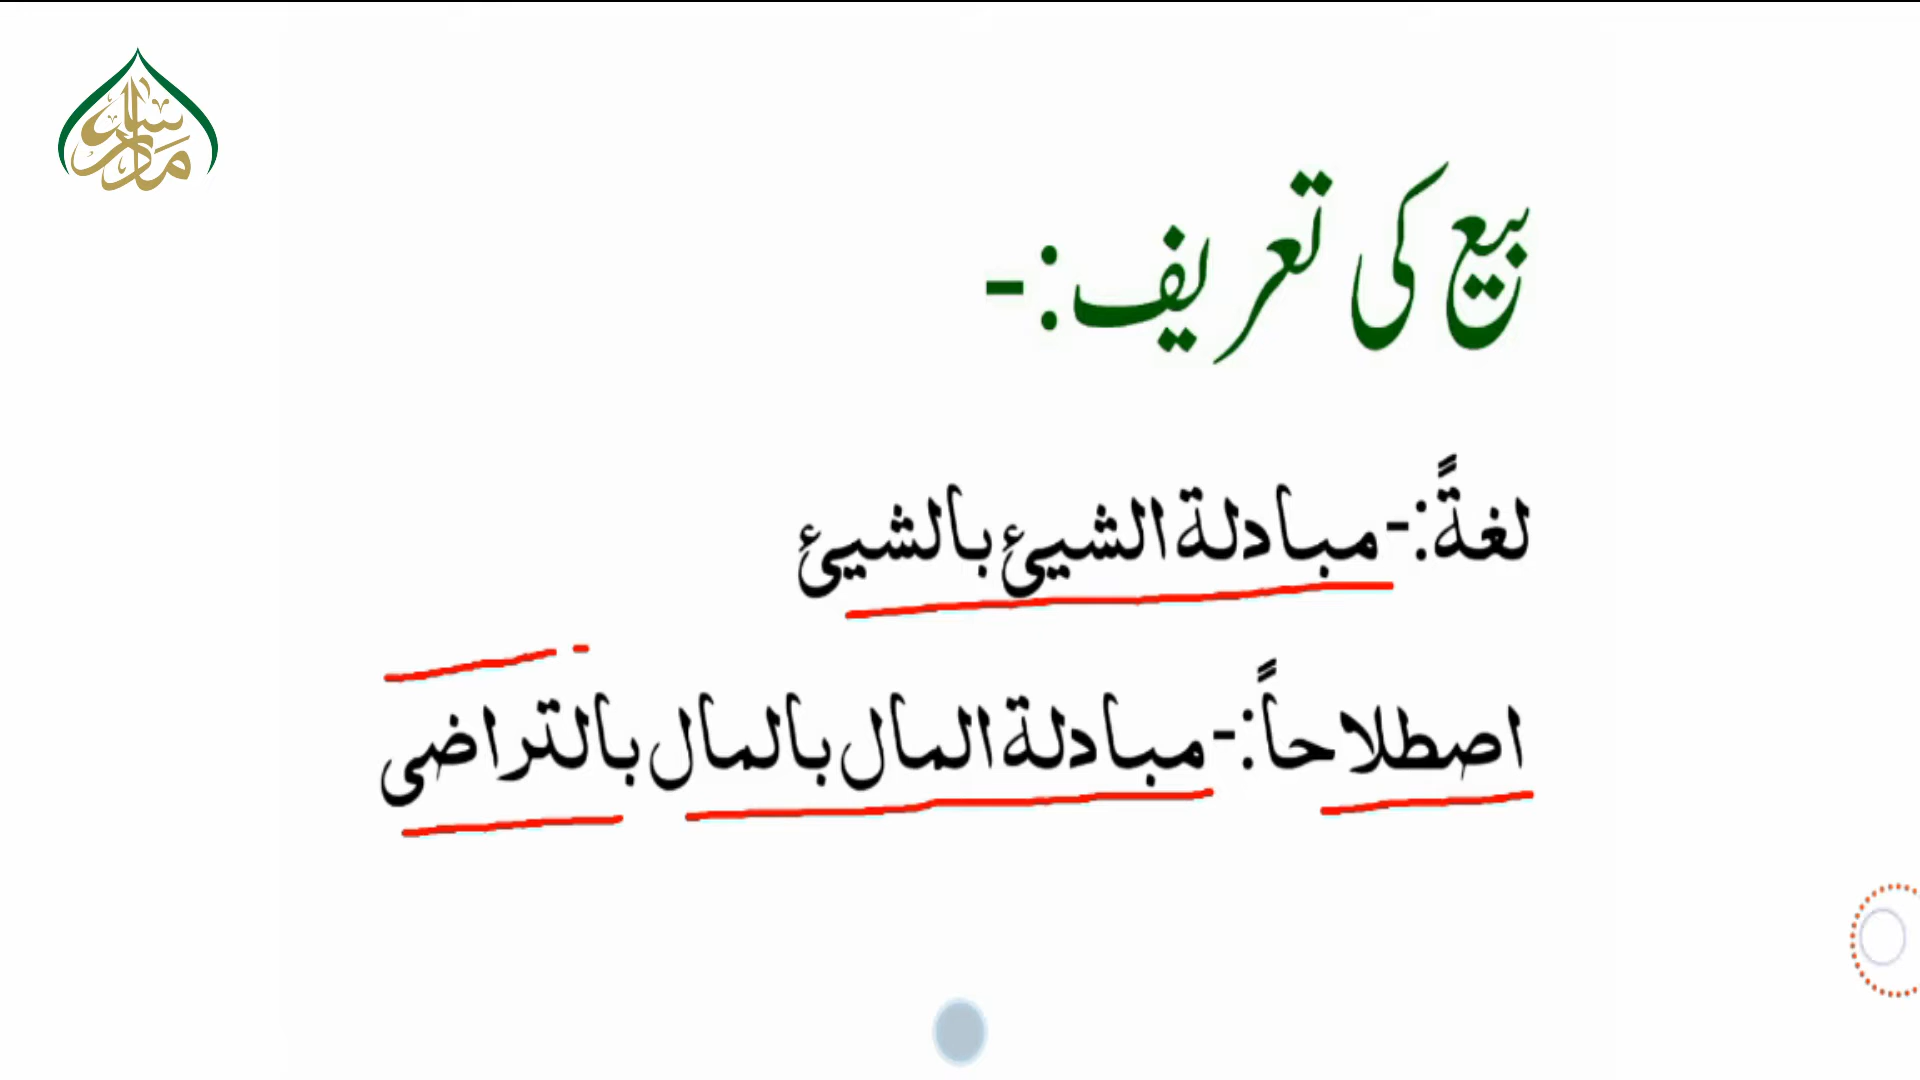 بیع کی تعریف:-
لغةً:- مبادلة الشیئ بالشیئ
اصطلاحاً:- مبادلة المال بالمال بالتراضی